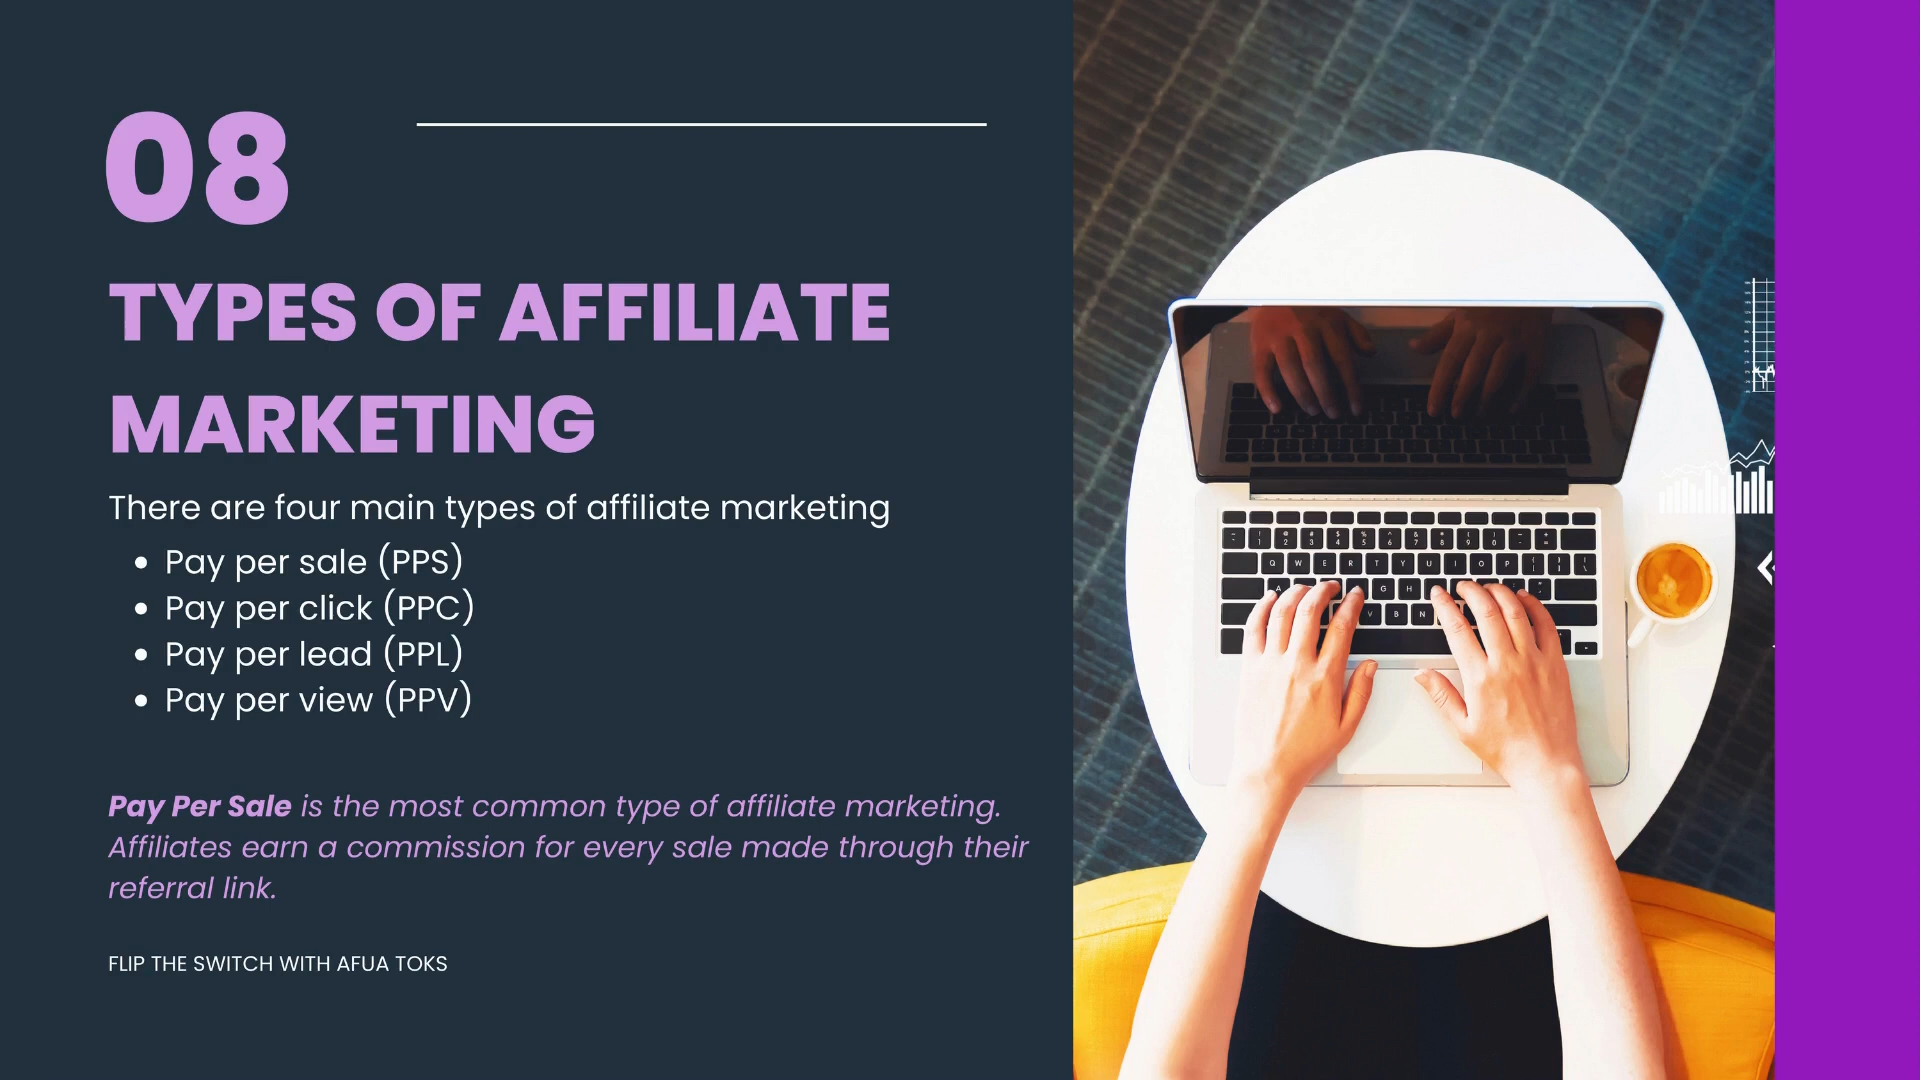 08
TYPES OF AFFILIATE
MARKETING
There are four main types of affiliate marketing
• Pay per sale (PPS)
• Pay per click (PPC)
• Pay per lead (PPL)
• Pay per view (PPV)
Pay Per Sale is the most common type of affiliate marketing.
Affiliates earn a commission for every sale made through their
referral link.
FLIP THE SWITCH WITH AFUA TOKS